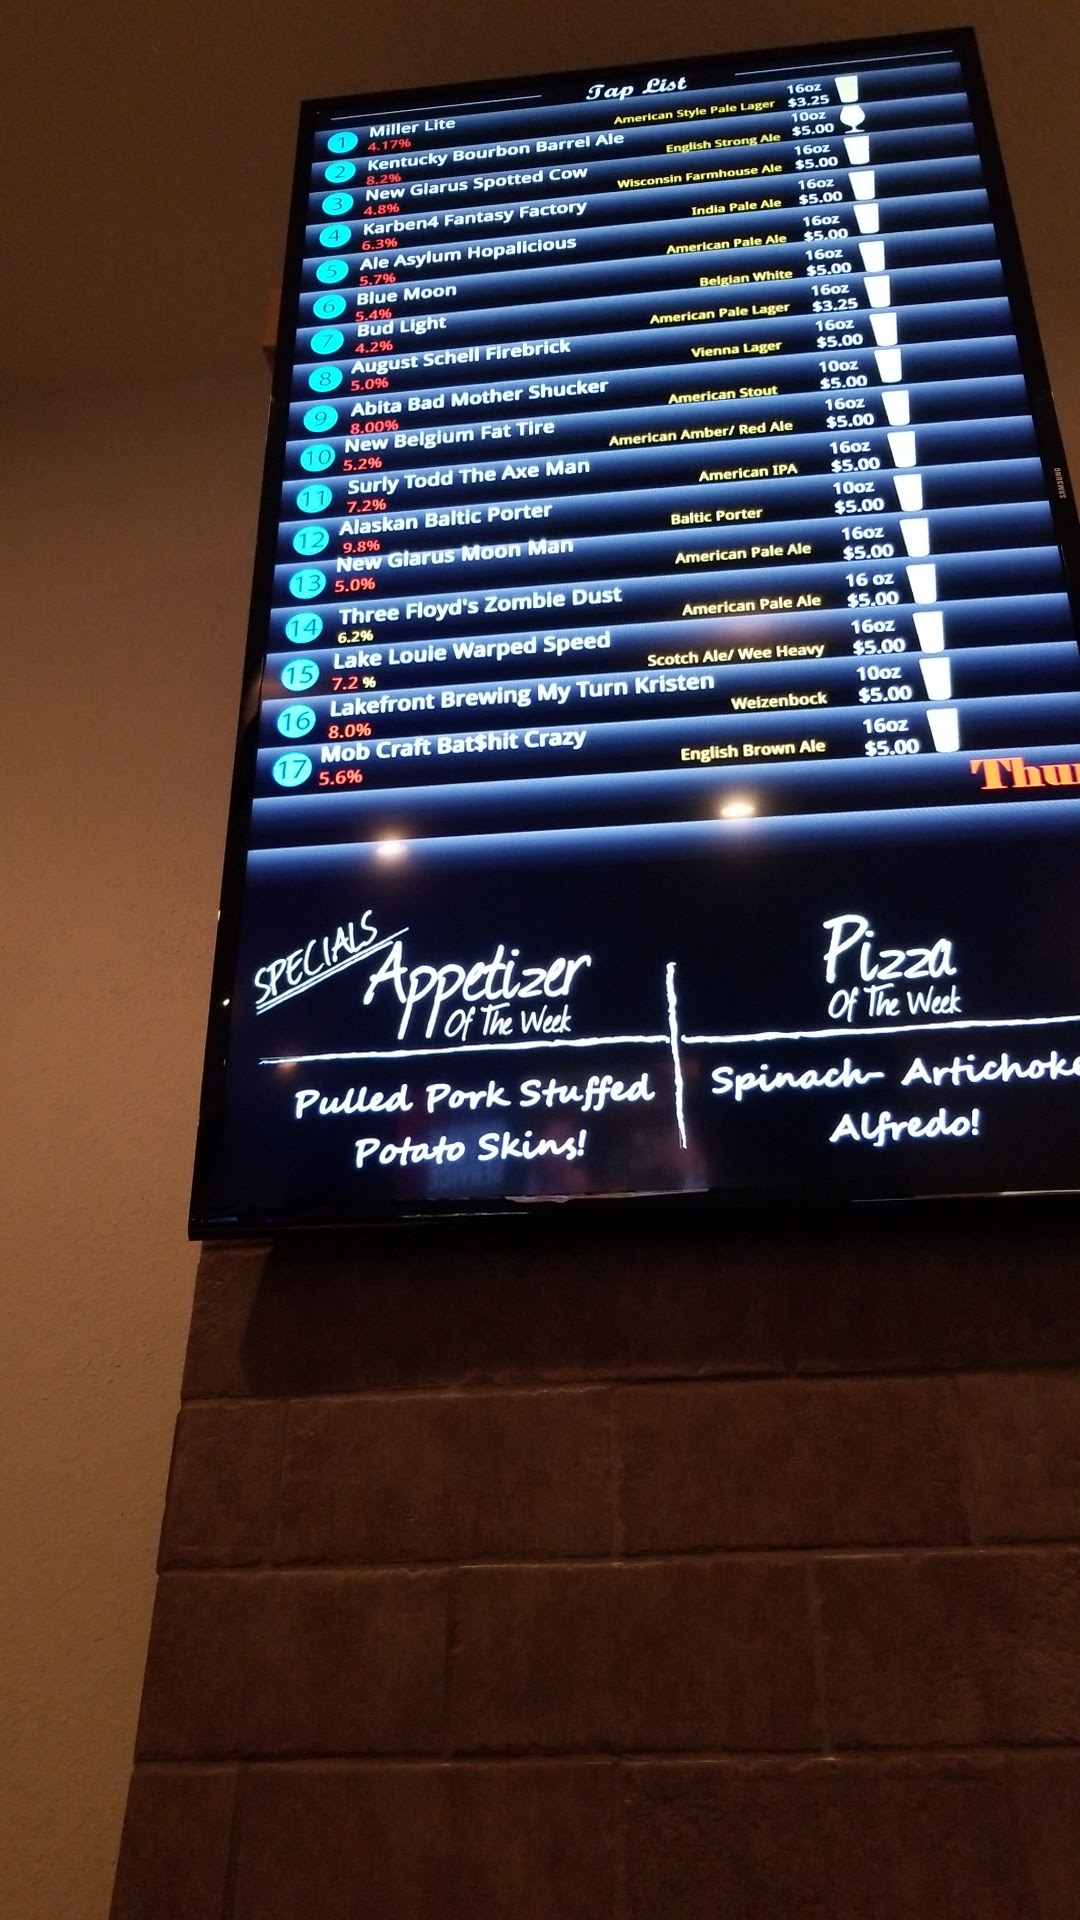 Tap List
1 Miller Lite American Style Pale Lager 16oz
4.17% $3.25
2 Kentucky Bourbon Barrel Ale English Strong Ale 10oz
8.2% $5.00
3 New Glarus Spotted Cow Wisconsin Farmhouse Ale 16oz
4.8% $5.00
4 Karben4 Fantasy Factory India Pale Ale 16oz
6.3% $5.00
5 Ale Asylum Hopalicious American Pale Ale 16oz
5.7% $5.00
6 Blue Moon Belgian White 16oz
5.4% $5.00
7 Bud Light American Pale Lager 16oz
4.2% $3.25
8 August Schell Firebrick Vienna Lager 16oz
5.0% $5.00
9 Abita Bad Mother Shucker American Stout 10oz
8.00% $5.00
10 New Belgium Fat Tire American Amber/ Red Ale 16oz
5.2% $5.00
11 Surly Todd The Axe Man American IPA 16oz
7.2% $5.00
12 Alaskan Baltic Porter Baltic Porter 10oz
9.8% $5.00
13 New Glarus Moon Man American Pale Ale 16oz
5.0% $5.00
14 Three Floyd's Zombie Dust American Pale Ale 16 oz
6.2% $5.00
15 Lake Louie Warped Speed Scotch Ale/ Wee Heavy 16oz
7.2 % $5.00
16 Lakefront Brewing My Turn Kristen Weizenbock 10oz
8.0% $5.00
17 Mob Craft Bat$hit Crazy English Brown Ale 16oz
5.6% $5.00
Thu
SPECIALS
Appetizer
Of The Week
Pulled Pork Stuffed
Potato Skins!
Pizza
Of The Week
Spinach- Artichoke
Alfredo!
SAMSUNG